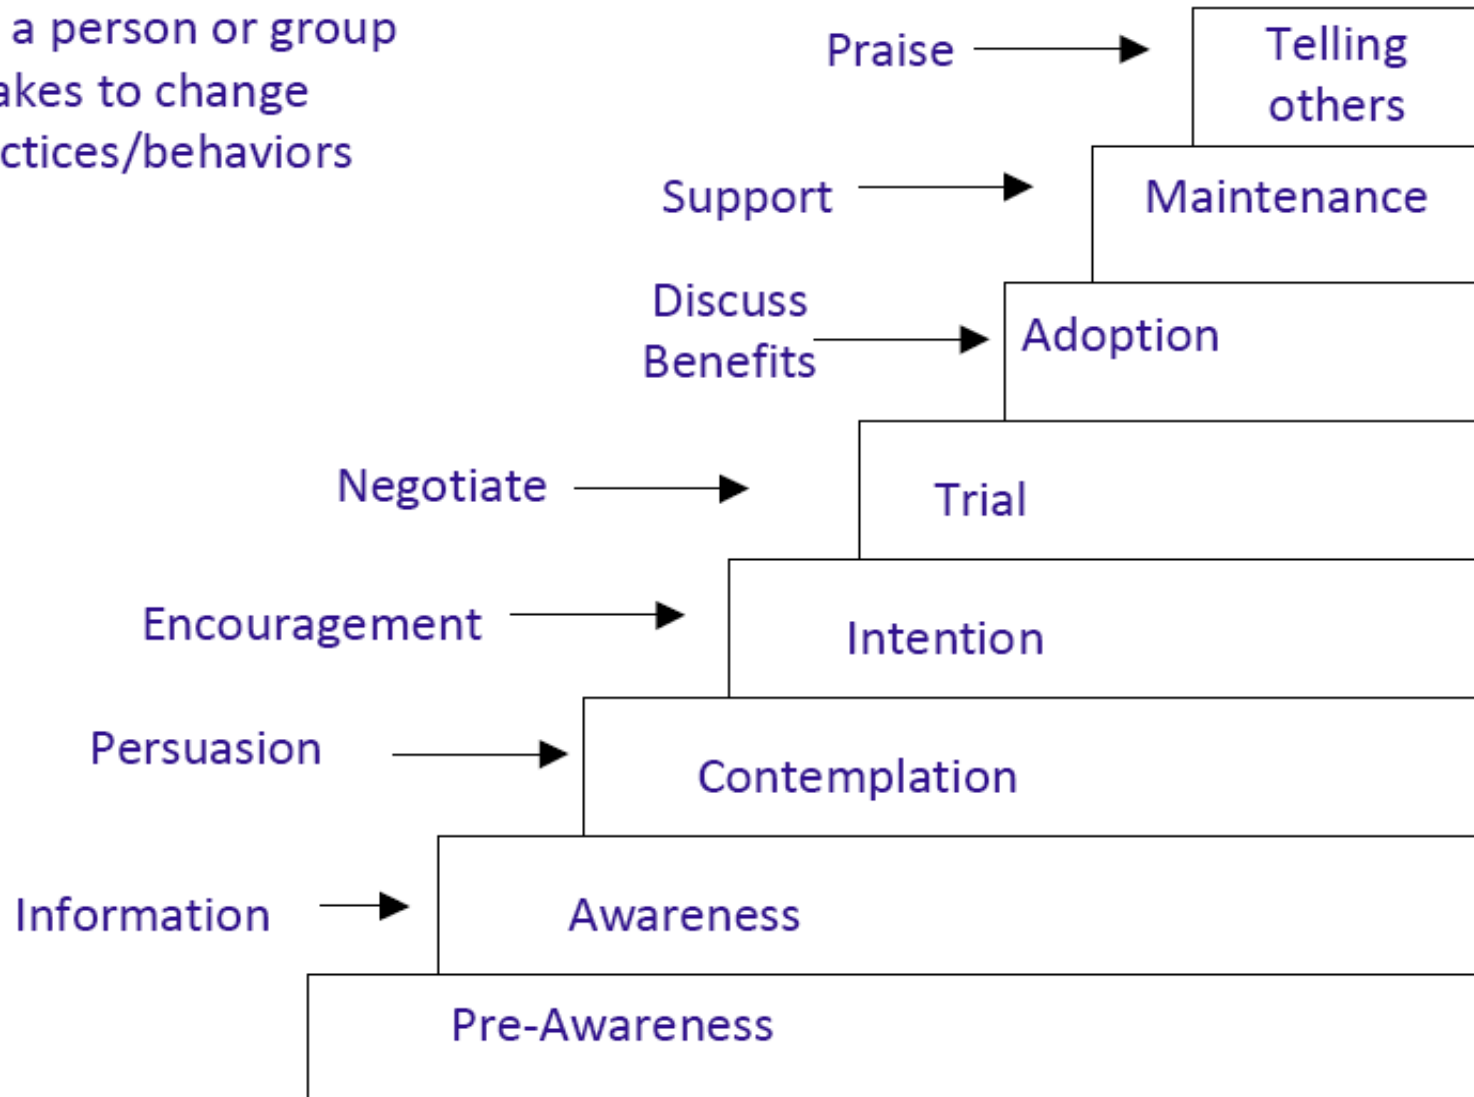 a person or group
akes to change
ctices/behaviors
Praise
Telling
others
Support
Maintenance
Discuss
Benefits
Adoption
Negotiate
Trial
Encouragement
Intention
Persuasion
Contemplation
Information
Awareness
Pre-Awareness